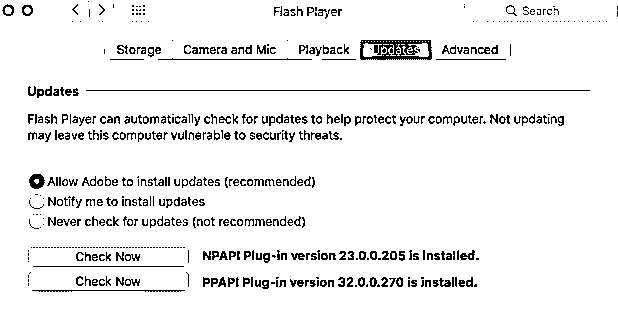 Flash Player
Search
Storage Camera and Mic Playback Updates Advanced
Updates
Flash Player can automatically check for updates to help protect your computer. Not updating
may leave this computer vulnerable to security threats.
Allow Adobe to install updates (recommended)
Notify me to install updates
Never check for updates (not recommended)
Check Now NPAPI Plug-in version 23.0.0.205 is installed.
Check Now PPAPI Plug-in version 32.0.0.270 is installed.